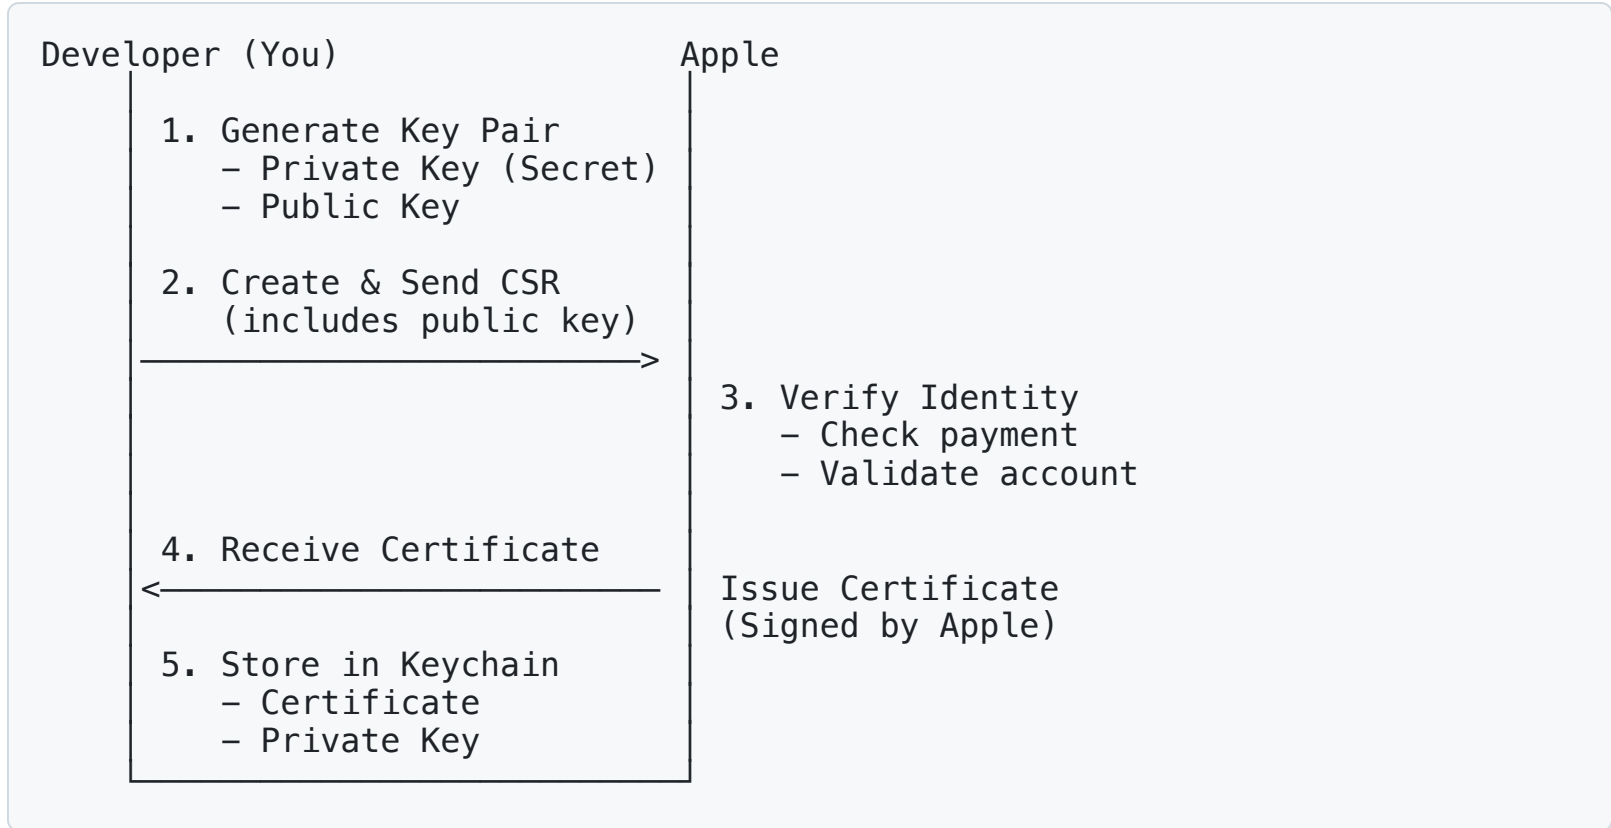 Developer (You) Apple
1. Generate Key Pair
– Private Key (Secret)
– Public Key
2. Create & Send CSR
(includes public key)
3. Verify Identity
– Check payment
– Validate account
4. Receive Certificate
Issue Certificate
(Signed by Apple)
5. Store in Keychain
– Certificate
– Private Key